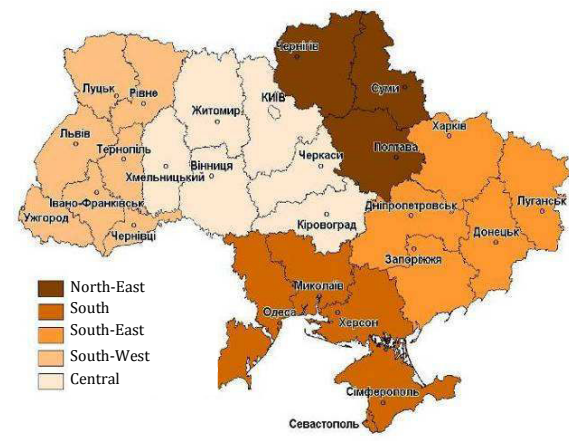 Чернігів
Суми
Луцьк
Рівне
Житомир
КИЇВ
Харків
Львів
Тернопіль
Полтава
Хмельницький
Вінниця
Черкаси
Івано-Франківськ
Ужгород
Чернівці
Кіровоград
Дніпропетровськ
Луганськ
Донецьк
Запоріжжя
Миколаїв
Одеса
Херсон
Сімферополь
Севастополь
North-East
South
South-East
South-West
Central